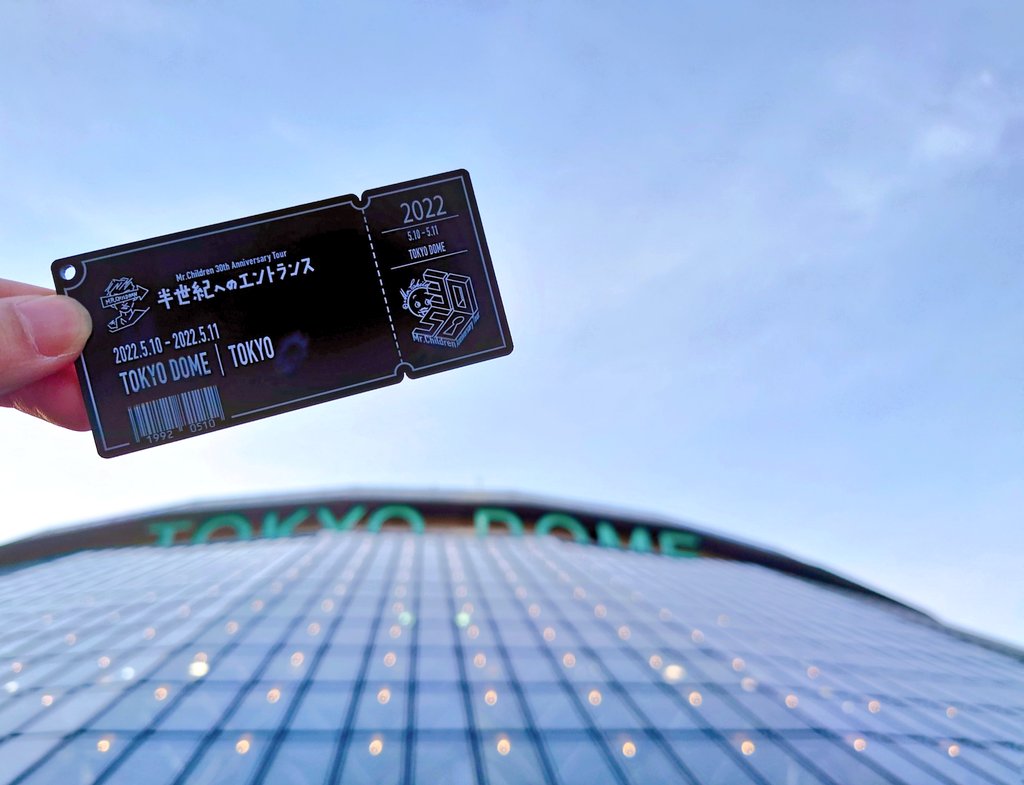 Mr.Children 30th Anniversary Tour
半世紀へのエントランス
2022.5.10 - 2022.5.11
TOKYO DOME | TOKYO
1992 0510
2022
5.10 - 5.11
TOKYO DOME
Mr.Children
TOKYO DOME